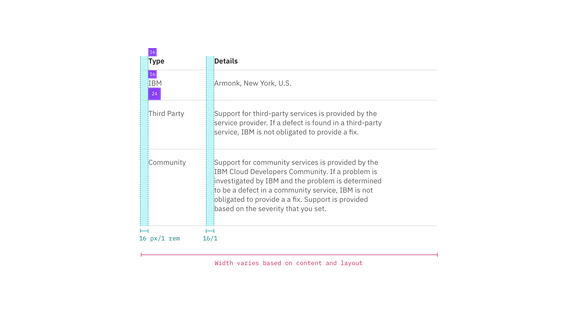 16
Type Details
16
IBM Armonk, New York, U.S.
24
Third Party Support for third-party services is provided by the
service provider. If a defect is found in a third-party
service, IBM is not obligated to provide a fix.
Community Support for community services is provided by the
IBM Cloud Developers Community. If a problem is
investigated by IBM and the problem is determined
to be a defect in a community service, IBM is not
obligated to provide a a fix. Support is provided
based on the severity that you set.
16 px/1 rem 16/1
Width varies based on content and layout